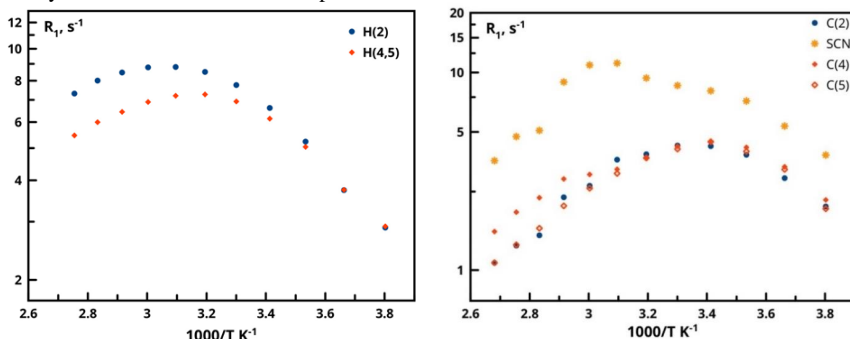 R₁, s⁻¹
H(2)
H(4,5)
12
10
8
6
4
2
2.6 2.8 3 3.2 3.4 3.6 3.8
1000/T K⁻¹
R₁, s⁻¹
C(2)
SCN
C(4)
C(5)
20
15
10
5
1
2.6 2.8 3 3.2 3.4 3.6 3.8
1000/T K⁻¹